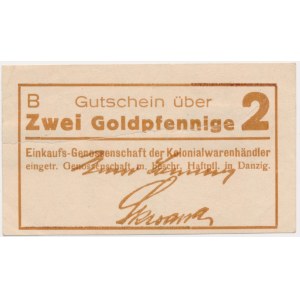 B Gutschein über
Zwei Goldpfennige 2
Einkaufs-Genossenschaft der Kolonialwarenhändler
eingetr. Genossenschaft m. beschr. Haftpfl. in Danzig.